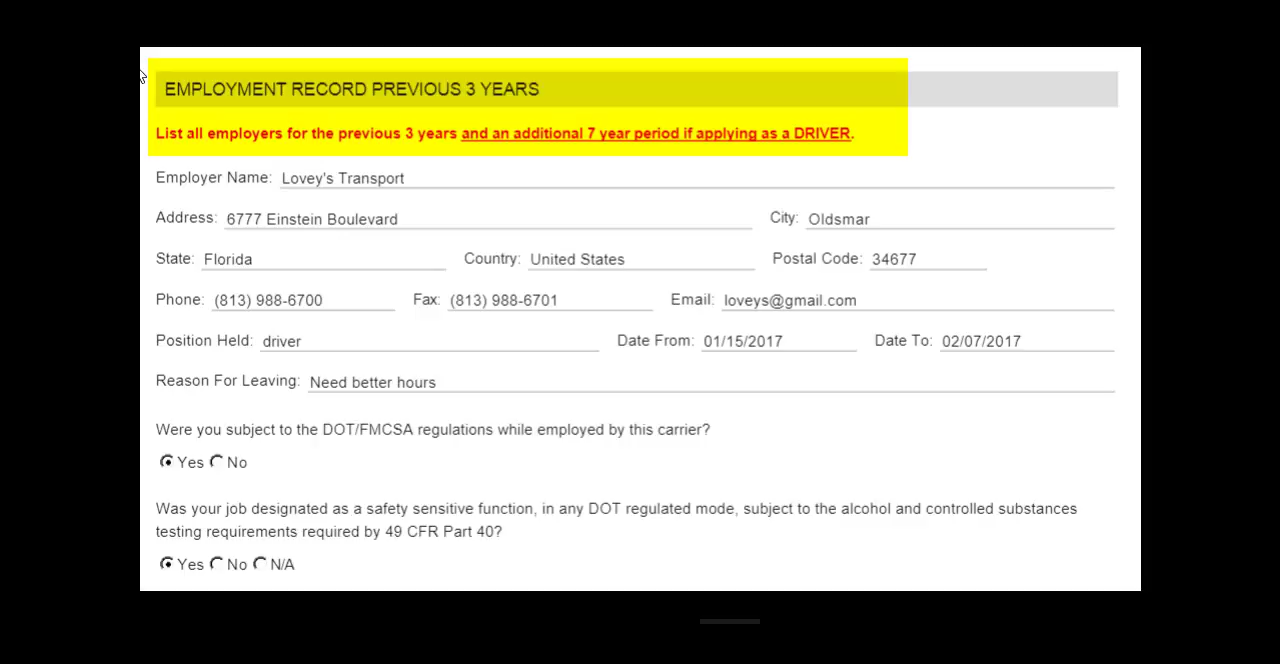 EMPLOYMENT RECORD PREVIOUS 3 YEARS
List all employers for the previous 3 years and an additional 7 year period if applying as a DRIVER.
Employer Name: Lovey's Transport
Address: 6777 Einstein Boulevard City: Oldsmar
State: Florida Country: United States Postal Code: 34677
Phone: (813) 988-6700 Fax: (813) 988-6701 Email: loveys@gmail.com
Position Held: driver Date From: 01/15/2017 Date To: 02/07/2017
Reason For Leaving: Need better hours
Were you subject to the DOT/FMCSA regulations while employed by this carrier?
Yes No
Was your job designated as a safety sensitive function, in any DOT regulated mode, subject to the alcohol and controlled substances
testing requirements required by 49 CFR Part 40?
Yes No N/A